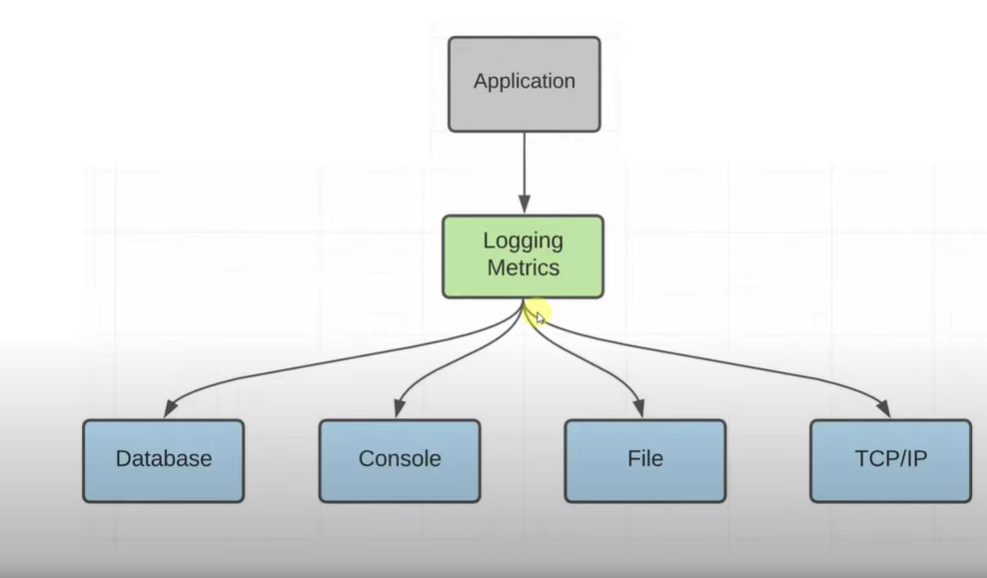 Application
Logging
Metrics
Database
Console
File
TCP/IP